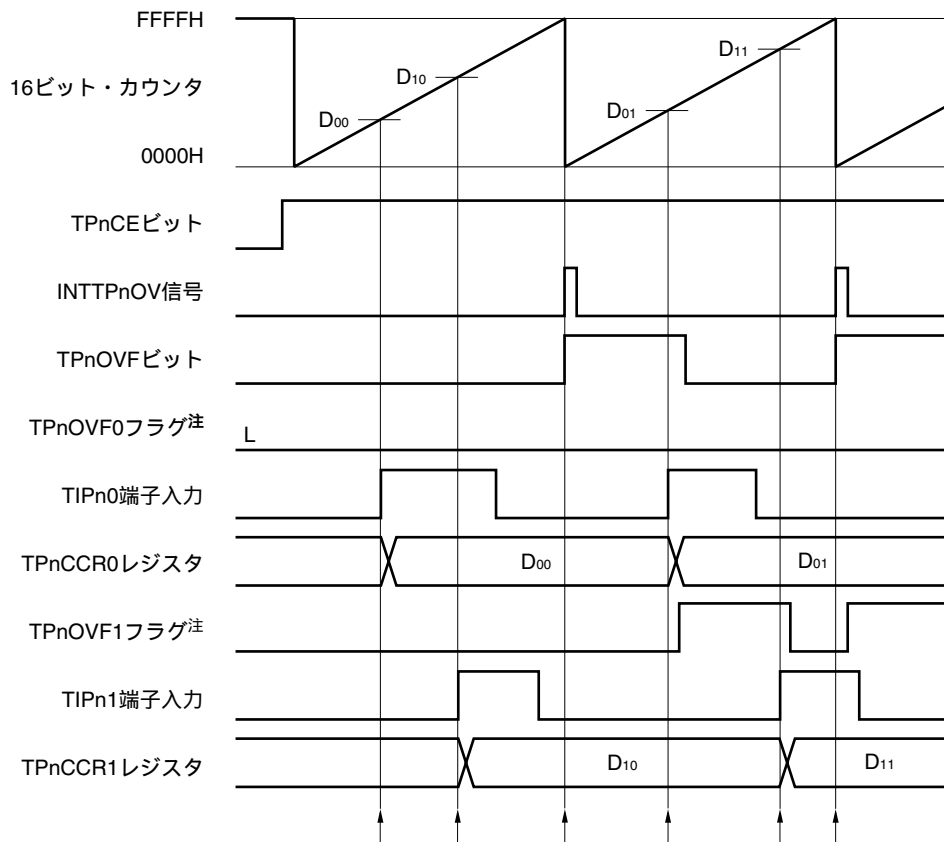 FFFFH
16ビット・カウンタ
0000H
D00
D10
D01
D11
TPnCEビット
INTTPnOV信号
TPnOVFビット
TPnOVF0フラグ注
L
TIPn0端子入力
TPnCCR0レジスタ
D00
D01
TPnOVF1フラグ注
TIPn1端子入力
TPnCCR1レジスタ
D10
D11